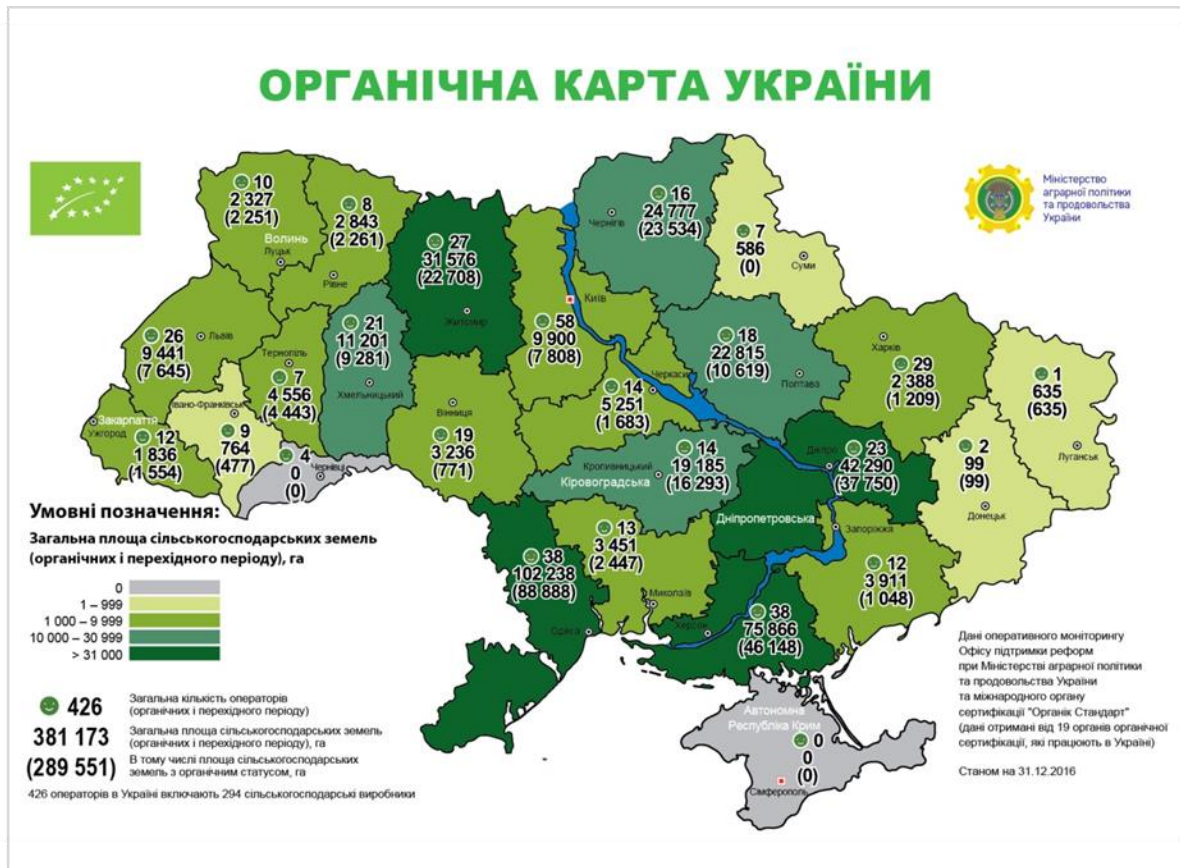 ОРГАНІЧНА КАРТА УКРАЇНИ
Міністерство
аграрної політики
та продовольства
України
10
2 327
(2 251)
Волинь
Луцьк
8
2 843
(2 261)
Рівне
27
31 576
(22 708)
Житомир
58
9 900
(7 808)
Київ
16
24 777
(23 534)
Чернігів
7
586
(0)
Суми
26
9 441
(7 645)
Львів
Тернопіль
7
4 556
(4 443)
21
11 201
(9 281)
Хмельницький
Вінниця
19
3 236
(771)
Черкаси
14
5 251
(1 683)
18
22 815
(10 619)
Полтава
Харків
29
2 388
(1 209)
1
635
(635)
Луганськ
Закарпаття
Ужгород
12
1 836
(1 554)
Івано-Франківськ
9
764
(477)
4
0
(0)
Чернівці
14
19 185
(16 293)
Кропивницький
Кіровоградська
Дніпро
23
42 290
(37 750)
Дніпропетровська
2
99
(99)
Донецьк
38
102 238
(88 888)
Одеса
13
3 451
(2 447)
Миколаїв
Запоріжжя
12
3 911
(1 048)
Херсон
38
75 866
(46 148)
Автономна
Республіка Крим
0
0
(0)
Сімферополь
Умовні позначення:
Загальна площа сільськогосподарських земель
(органічних і перехідного періоду), га
0
1 – 999
1 000 – 9 999
10 000 – 30 999
> 31 000
426 Загальна кількість операторів
(органічних і перехідного періоду)
381 173 Загальна площа сільськогосподарських земель
(органічних і перехідного періоду), га
(289 551) В тому числі площа сільськогосподарських
земель з органічним статусом, га
426 операторів в Україні включають 294 сільськогосподарські виробники
Дані оперативного моніторингу
Офісу підтримки реформ
при Міністерстві аграрної політики
та продовольства України
та міжнародного органу
сертифікації "Органік Стандарт"
(дані отримані від 19 органів органічної
сертифікації, які працюють в Україні)
Станом на 31.12.2016